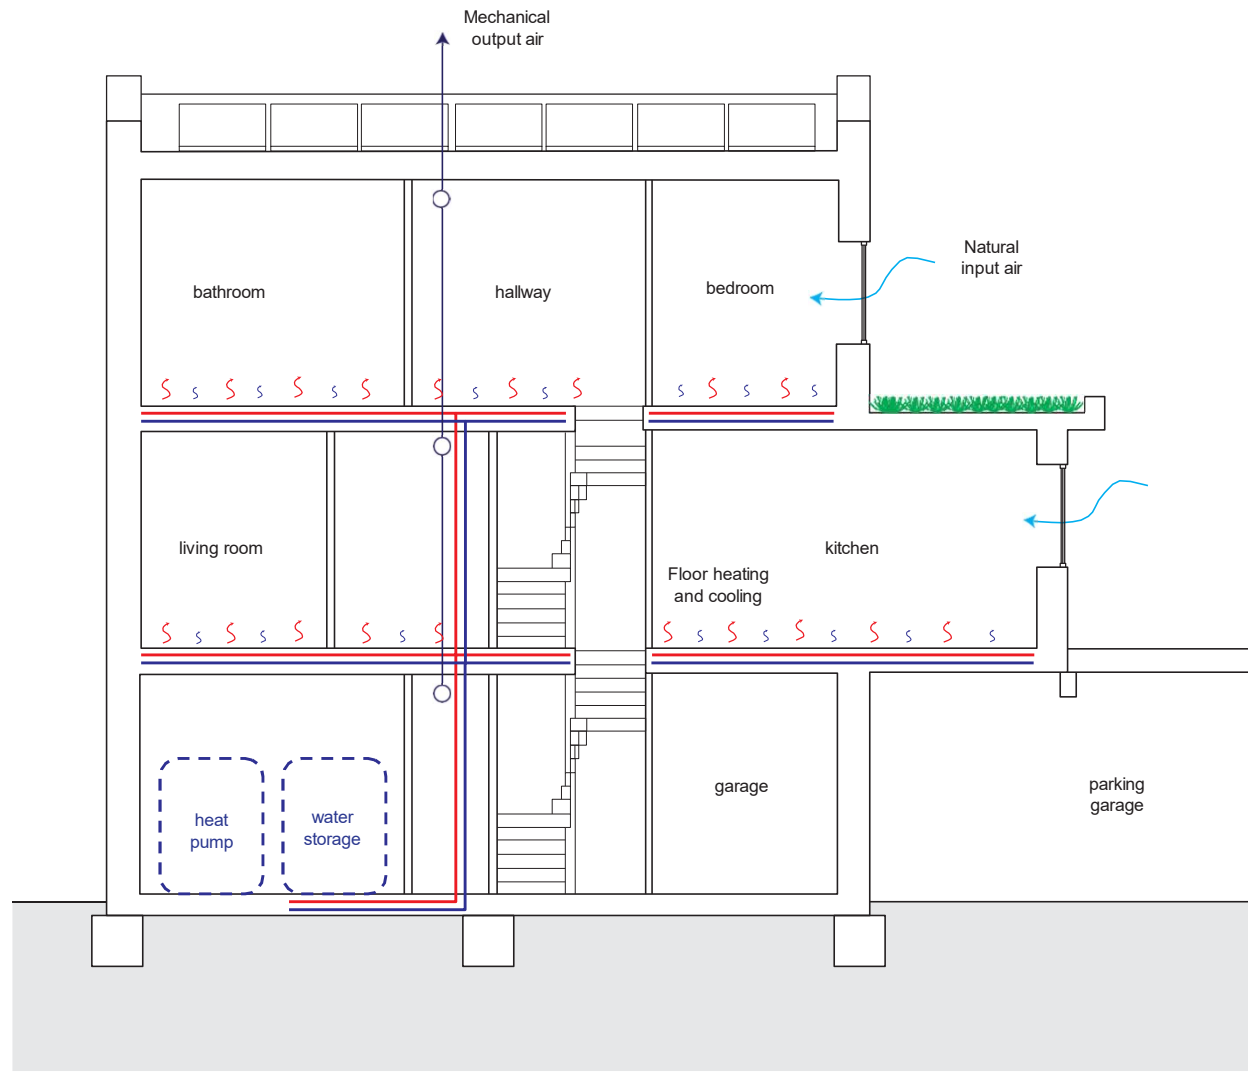 Mechanical
output air
Natural
input air
bathroom
hallway
bedroom
living room
kitchen
Floor heating
and cooling
heat
pump
water
storage
garage
parking
garage